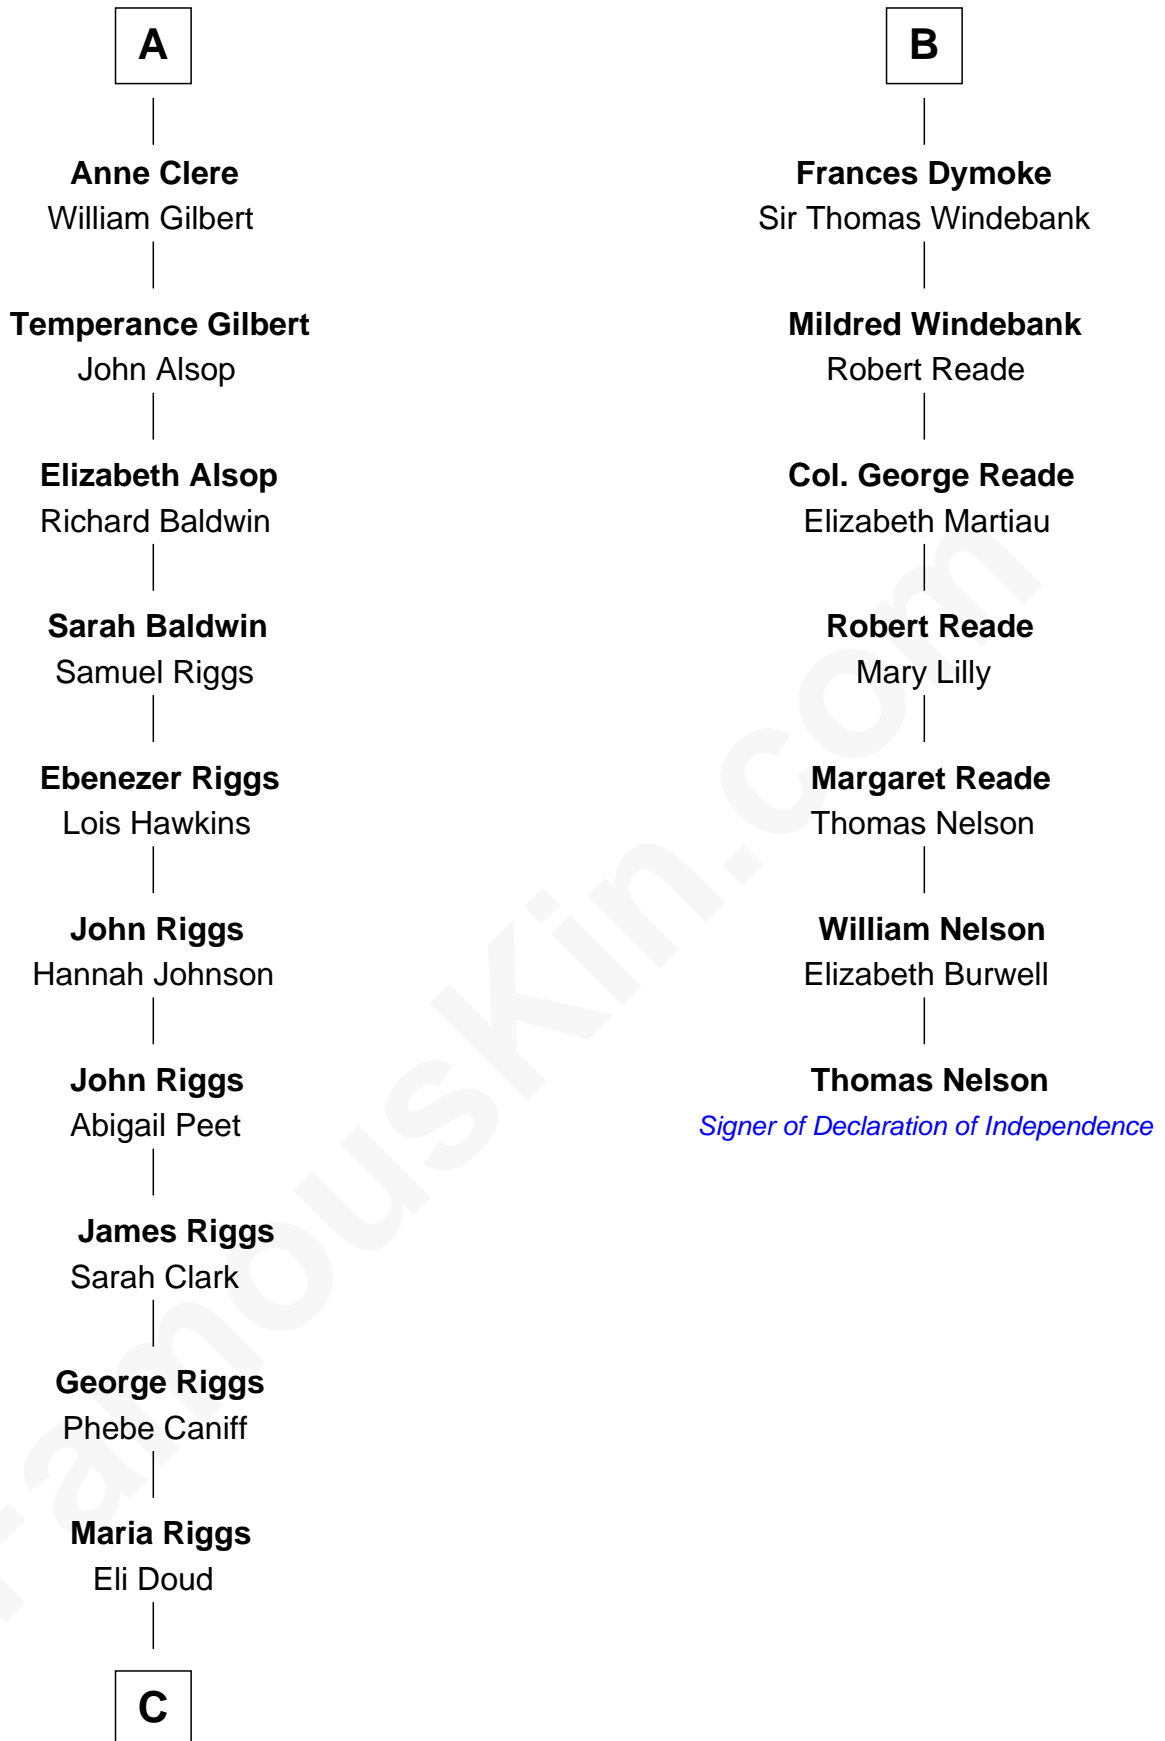 A
Anne Clere
William Gilbert
Temperance Gilbert
John Alsop
Elizabeth Alsop
Richard Baldwin
Sarah Baldwin
Samuel Riggs
Ebenezer Riggs
Lois Hawkins
John Riggs
Hannah Johnson
John Riggs
Abigail Peet
James Riggs
Sarah Clark
George Riggs
Phebe Caniff
Maria Riggs
Eli Doud
C
B
Frances Dymoke
Sir Thomas Windebank
Mildred Windebank
Robert Reade
Col. George Reade
Elizabeth Martiau
Robert Reade
Mary Lilly
Margaret Reade
Thomas Nelson
William Nelson
Elizabeth Burwell
Thomas Nelson
Signer of Declaration of Independence
FamousKin.com